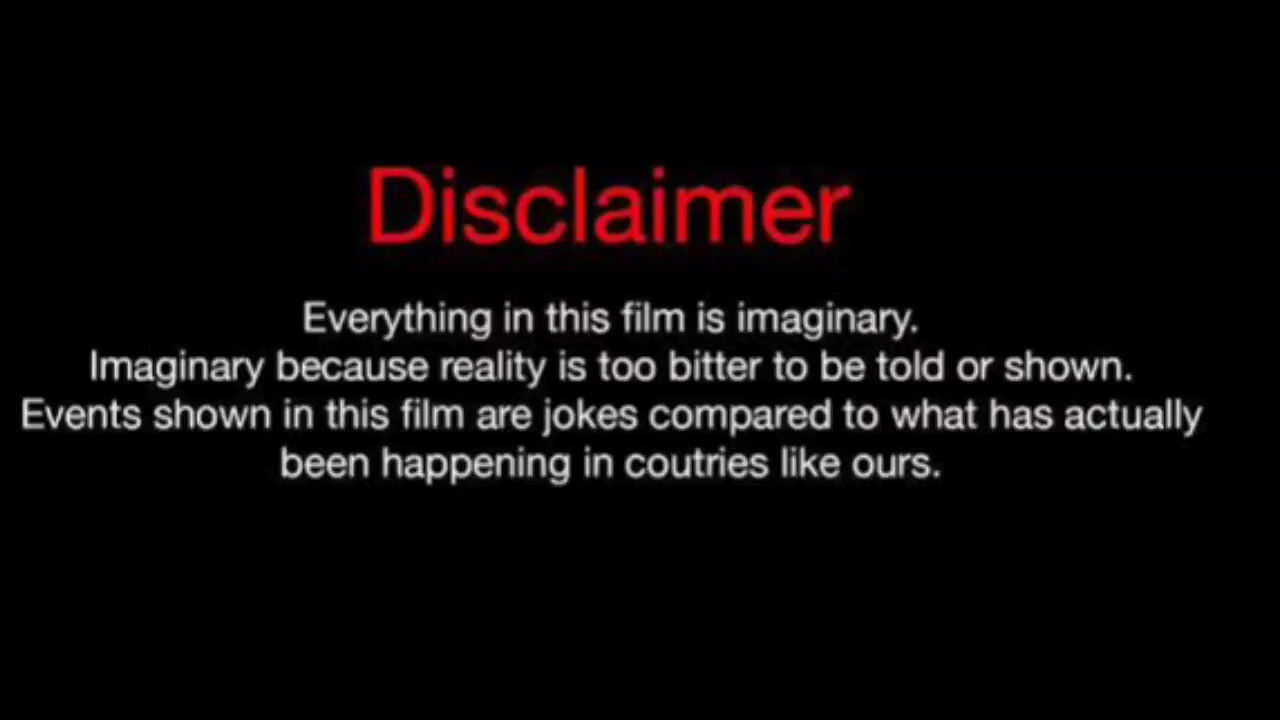 Disclaimer
Everything in this film is imaginary.
Imaginary because reality is too bitter to be told or shown.
Events shown in this film are jokes compared to what has actually
been happening in coutries like ours.